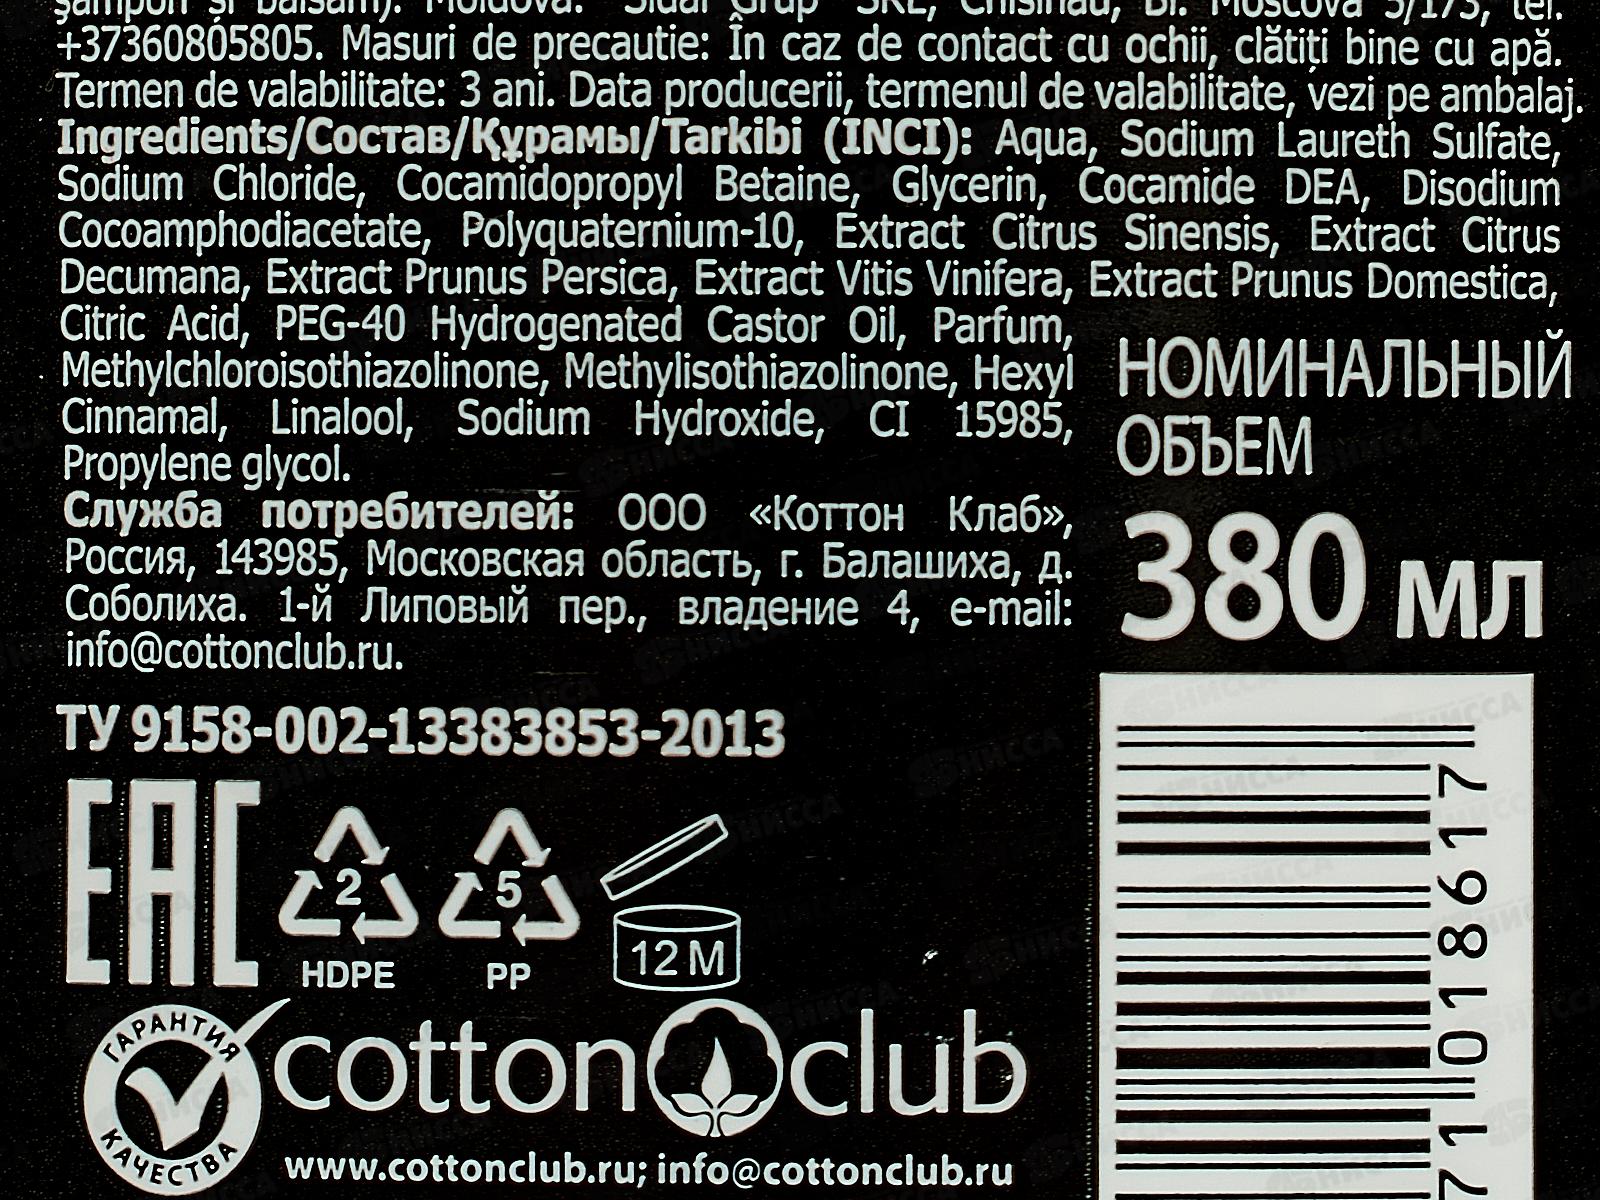 şampon și balsam). Moldova: "Sidal Grup" SRL, Chisinau, Bl. Moscova 5/173, tel.
+37360805805. Masuri de precautie: În caz de contact cu ochii, clătiți bine cu apă.
Termen de valabilitate: 3 ani. Data producerii, termenul de valabilitate, vezi pe ambalaj.
Ingredients/Состав/Құрамы/Tarkibi (INCI): Aqua, Sodium Laureth Sulfate,
Sodium Chloride, Cocamidopropyl Betaine, Glycerin, Cocamide DEA, Disodium
Cocoamphodiacetate, Polyquaternium-10, Extract Citrus Sinensis, Extract Citrus
Decumana, Extract Prunus Persica, Extract Vitis Vinifera, Extract Prunus Domestica,
Citric Acid, PEG-40 Hydrogenated Castor Oil, Parfum,
Methylchloroisothiazolinone, Methylisothiazolinone, Hexyl
Cinnamal, Linalool, Sodium Hydroxide, CI 15985,
Propylene glycol.
Служба потребителей: ООО «Коттон Клаб»,
Россия, 143985, Московская область, г. Балашиха, д.
Соболиха. 1-й Липовый пер., владение 4, e-mail:
info@cottonclub.ru.
НОМИНАЛЬНЫЙ
ОБЪЕМ
380 мл
ТУ 9158-002-13383853-2013
EAC
2
HDPE
5
PP
12 M
ГАРАНТИЯ
КАЧЕСТВА
cotton club
www.cottonclub.ru; info@cottonclub.ru
71018617